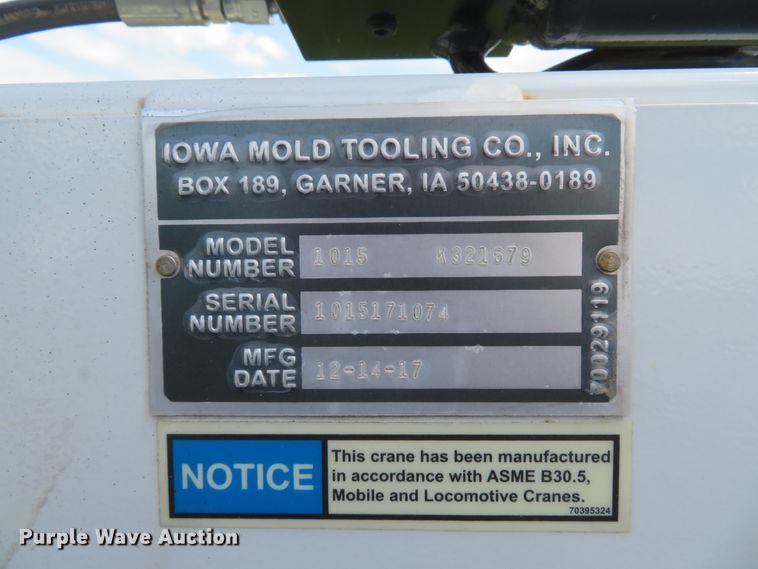 IOWA MOLD TOOLING CO., INC.
BOX 189, GARNER, IA 50438-0189
MODEL NUMBER 1015 K321679
SERIAL NUMBER 1015171074
MFG DATE 12-14-17
70029119
NOTICE
This crane has been manufactured
in accordance with ASME B30.5,
Mobile and Locomotive Cranes.
70395324
Purple Wave Auction